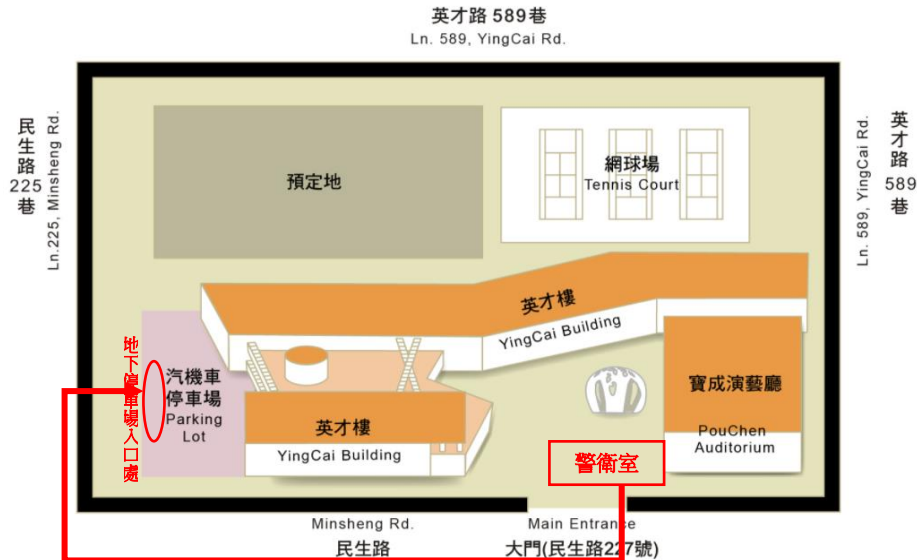 英才路 589巷
Ln. 589, YingCai Rd.
民生路225巷
Ln.225, Minsheng Rd.
英才路589巷
Ln. 589, YingCai Rd.
預定地
網球場
Tennis Court
英才樓
YingCai Building
地下停車場入口處
汽機車
停車場
Parking
Lot
英才樓
YingCai Building
寶成演藝廳
PouChen
Auditorium
警衛室
Minsheng Rd.
民生路
Main Entrance
大門(民生路227號)